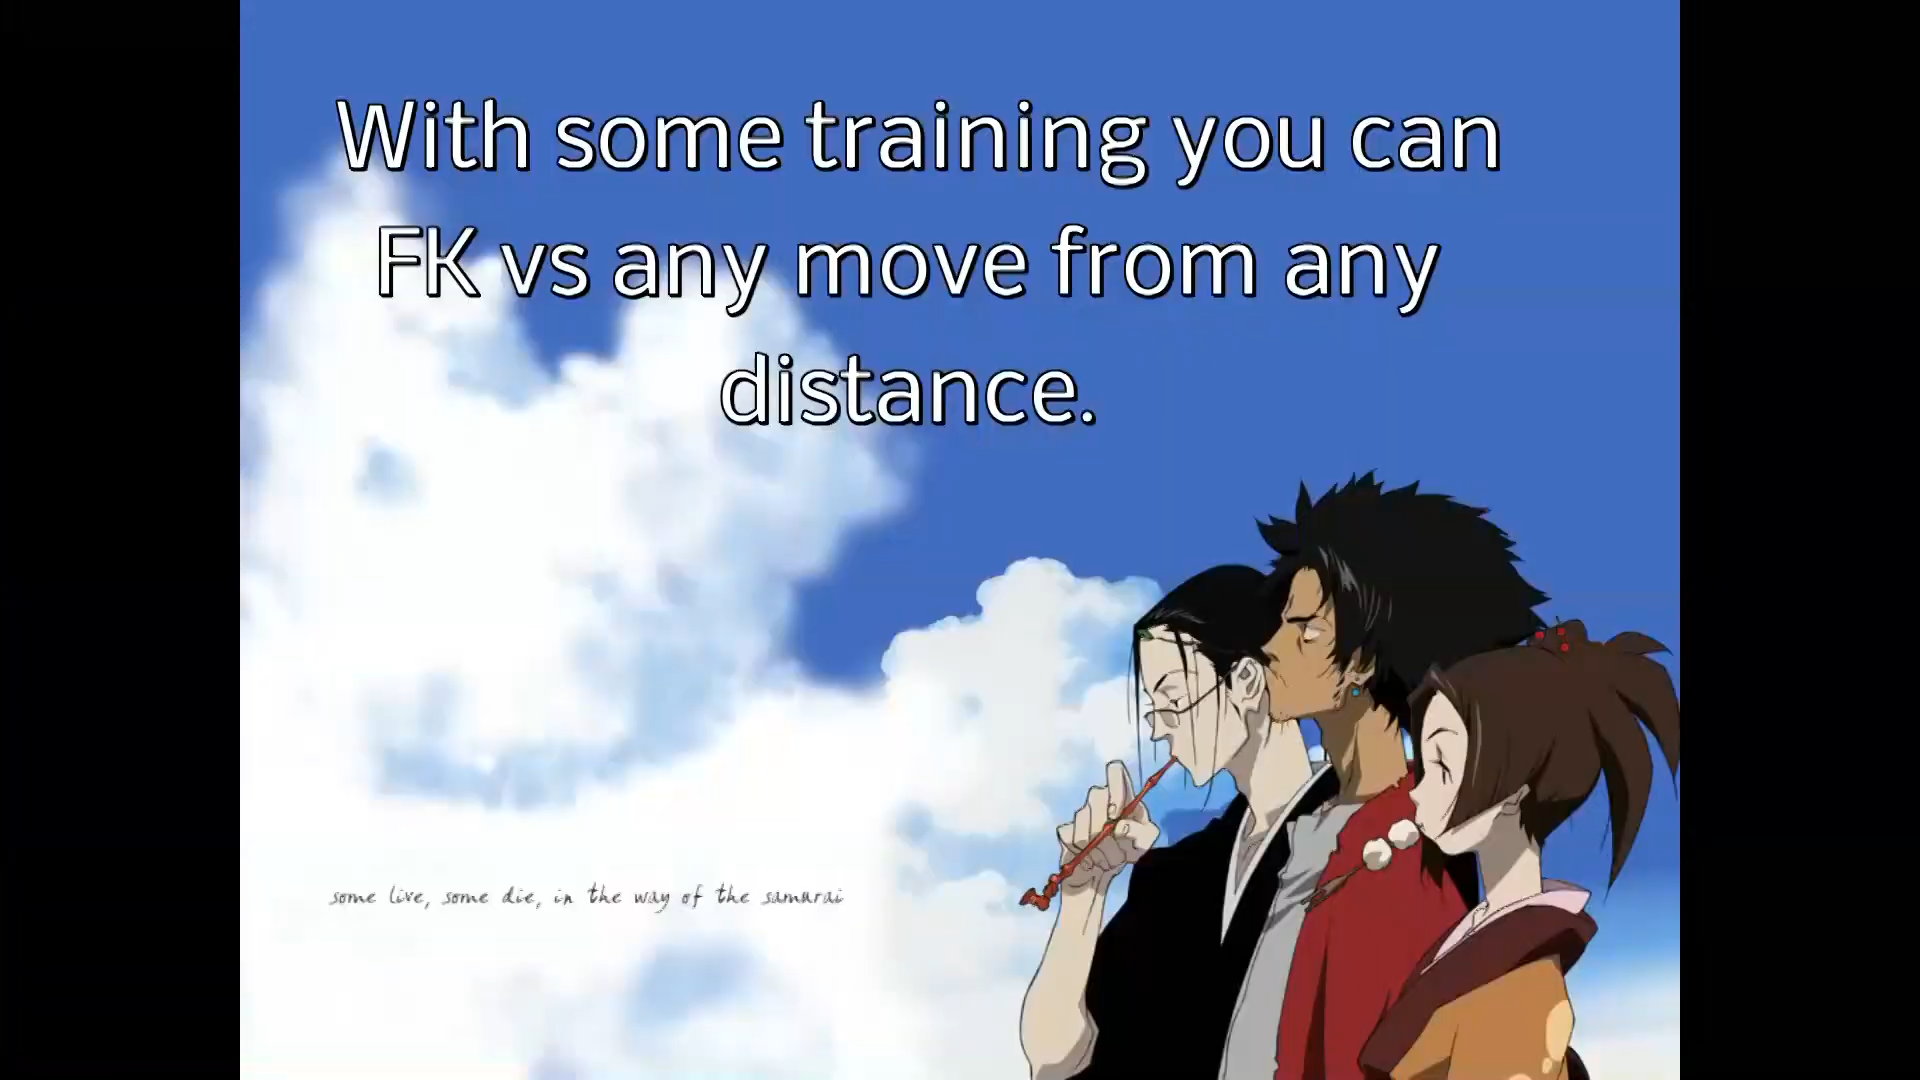 With some training you can
FK vs any move from any
distance.
some live, some die, in the way of the samurai